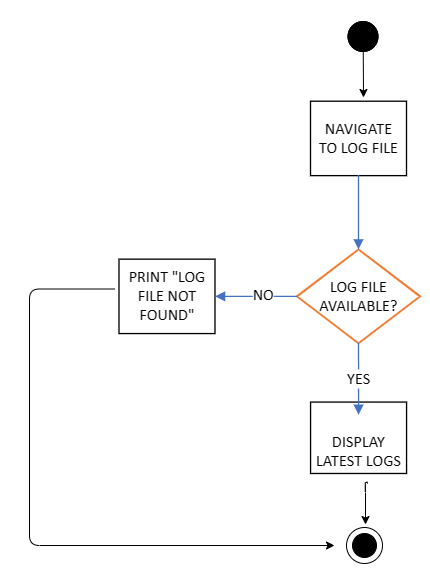 NAVIGATE
TO LOG FILE
LOG FILE
AVAILABLE?
NO
PRINT "LOG
FILE NOT
FOUND"
YES
DISPLAY
LATEST LOGS